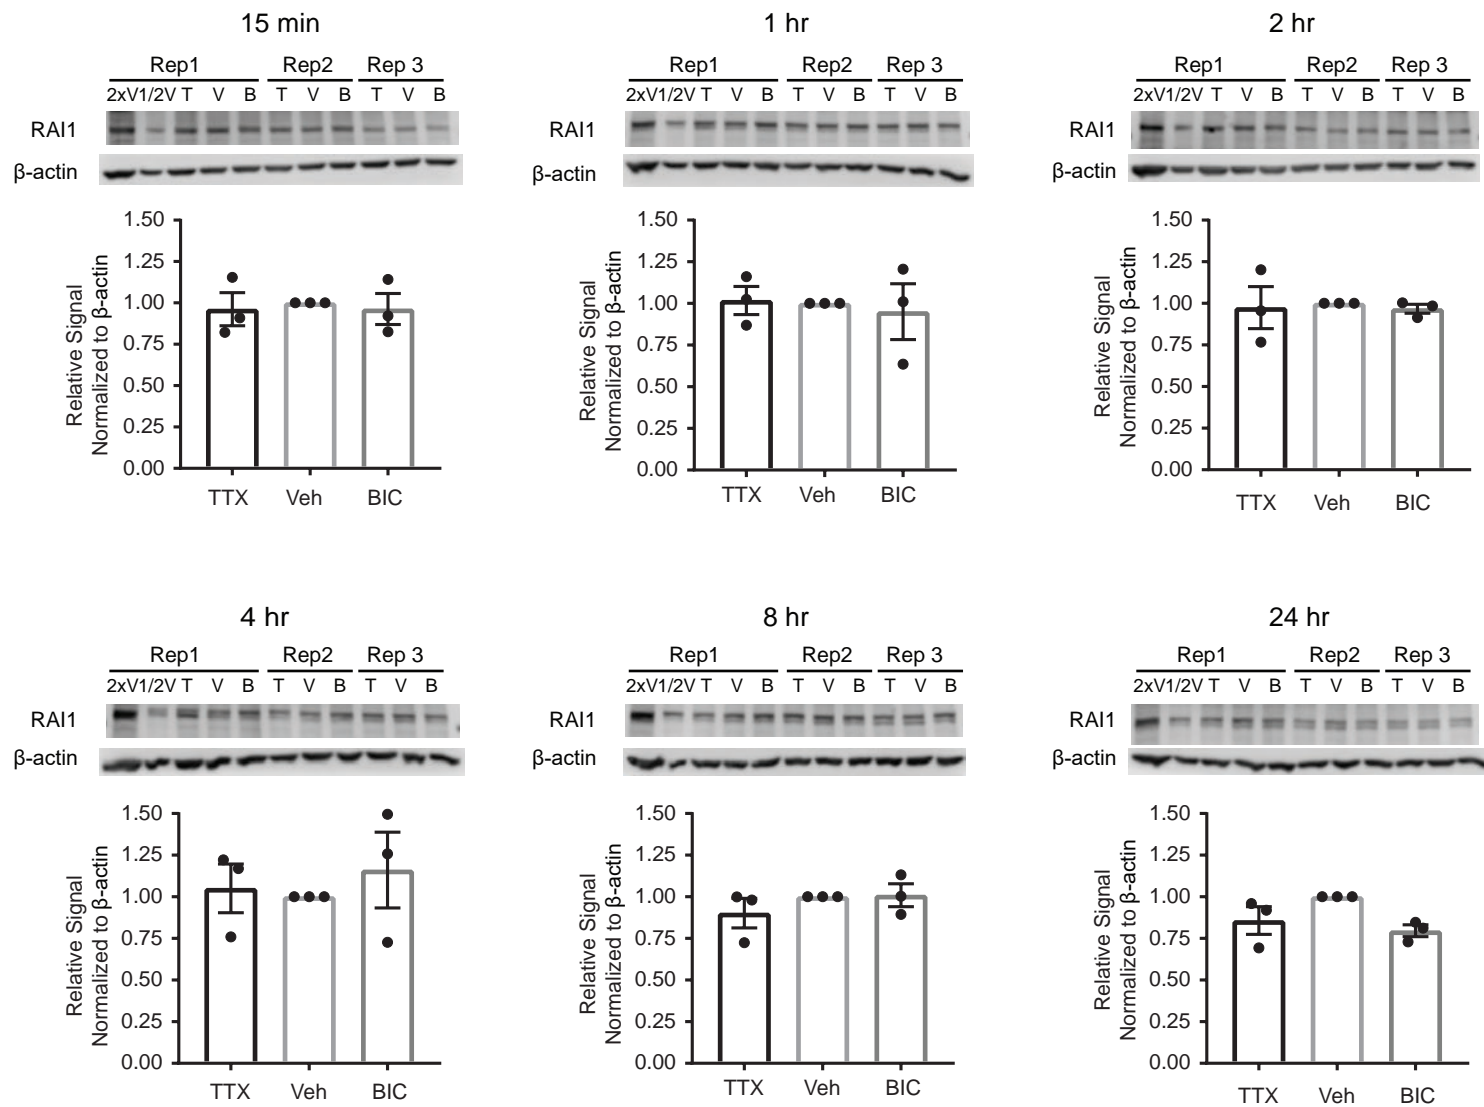 15 min
Rep1 Rep2 Rep 3
2xV1/2V T V B T V B T V B
RAI1
β-actin
Relative Signal
Normalized to β-actin
1.50
1.25
1.00
0.75
0.50
0.25
0.00
TTX Veh BIC
1 hr
Rep1 Rep2 Rep 3
2xV1/2V T V B T V B T V B
RAI1
β-actin
Relative Signal
Normalized to β-actin
1.50
1.25
1.00
0.75
0.50
0.25
0.00
TTX Veh BIC
2 hr
Rep1 Rep2 Rep 3
2xV1/2V T V B T V B T V B
RAI1
β-actin
Relative Signal
Normalized to β-actin
1.50
1.25
1.00
0.75
0.50
0.25
0.00
TTX Veh BIC
4 hr
Rep1 Rep2 Rep 3
2xV1/2V T V B T V B T V B
RAI1
β-actin
Relative Signal
Normalized to β-actin
1.50
1.25
1.00
0.75
0.50
0.25
0.00
TTX Veh BIC
8 hr
Rep1 Rep2 Rep 3
2xV1/2V T V B T V B T V B
RAI1
β-actin
Relative Signal
Normalized to β-actin
1.50
1.25
1.00
0.75
0.50
0.25
0.00
TTX Veh BIC
24 hr
Rep1 Rep2 Rep 3
2xV1/2V T V B T V B T V B
RAI1
β-actin
Relative Signal
Normalized to β-actin
1.50
1.25
1.00
0.75
0.50
0.25
0.00
TTX Veh BIC